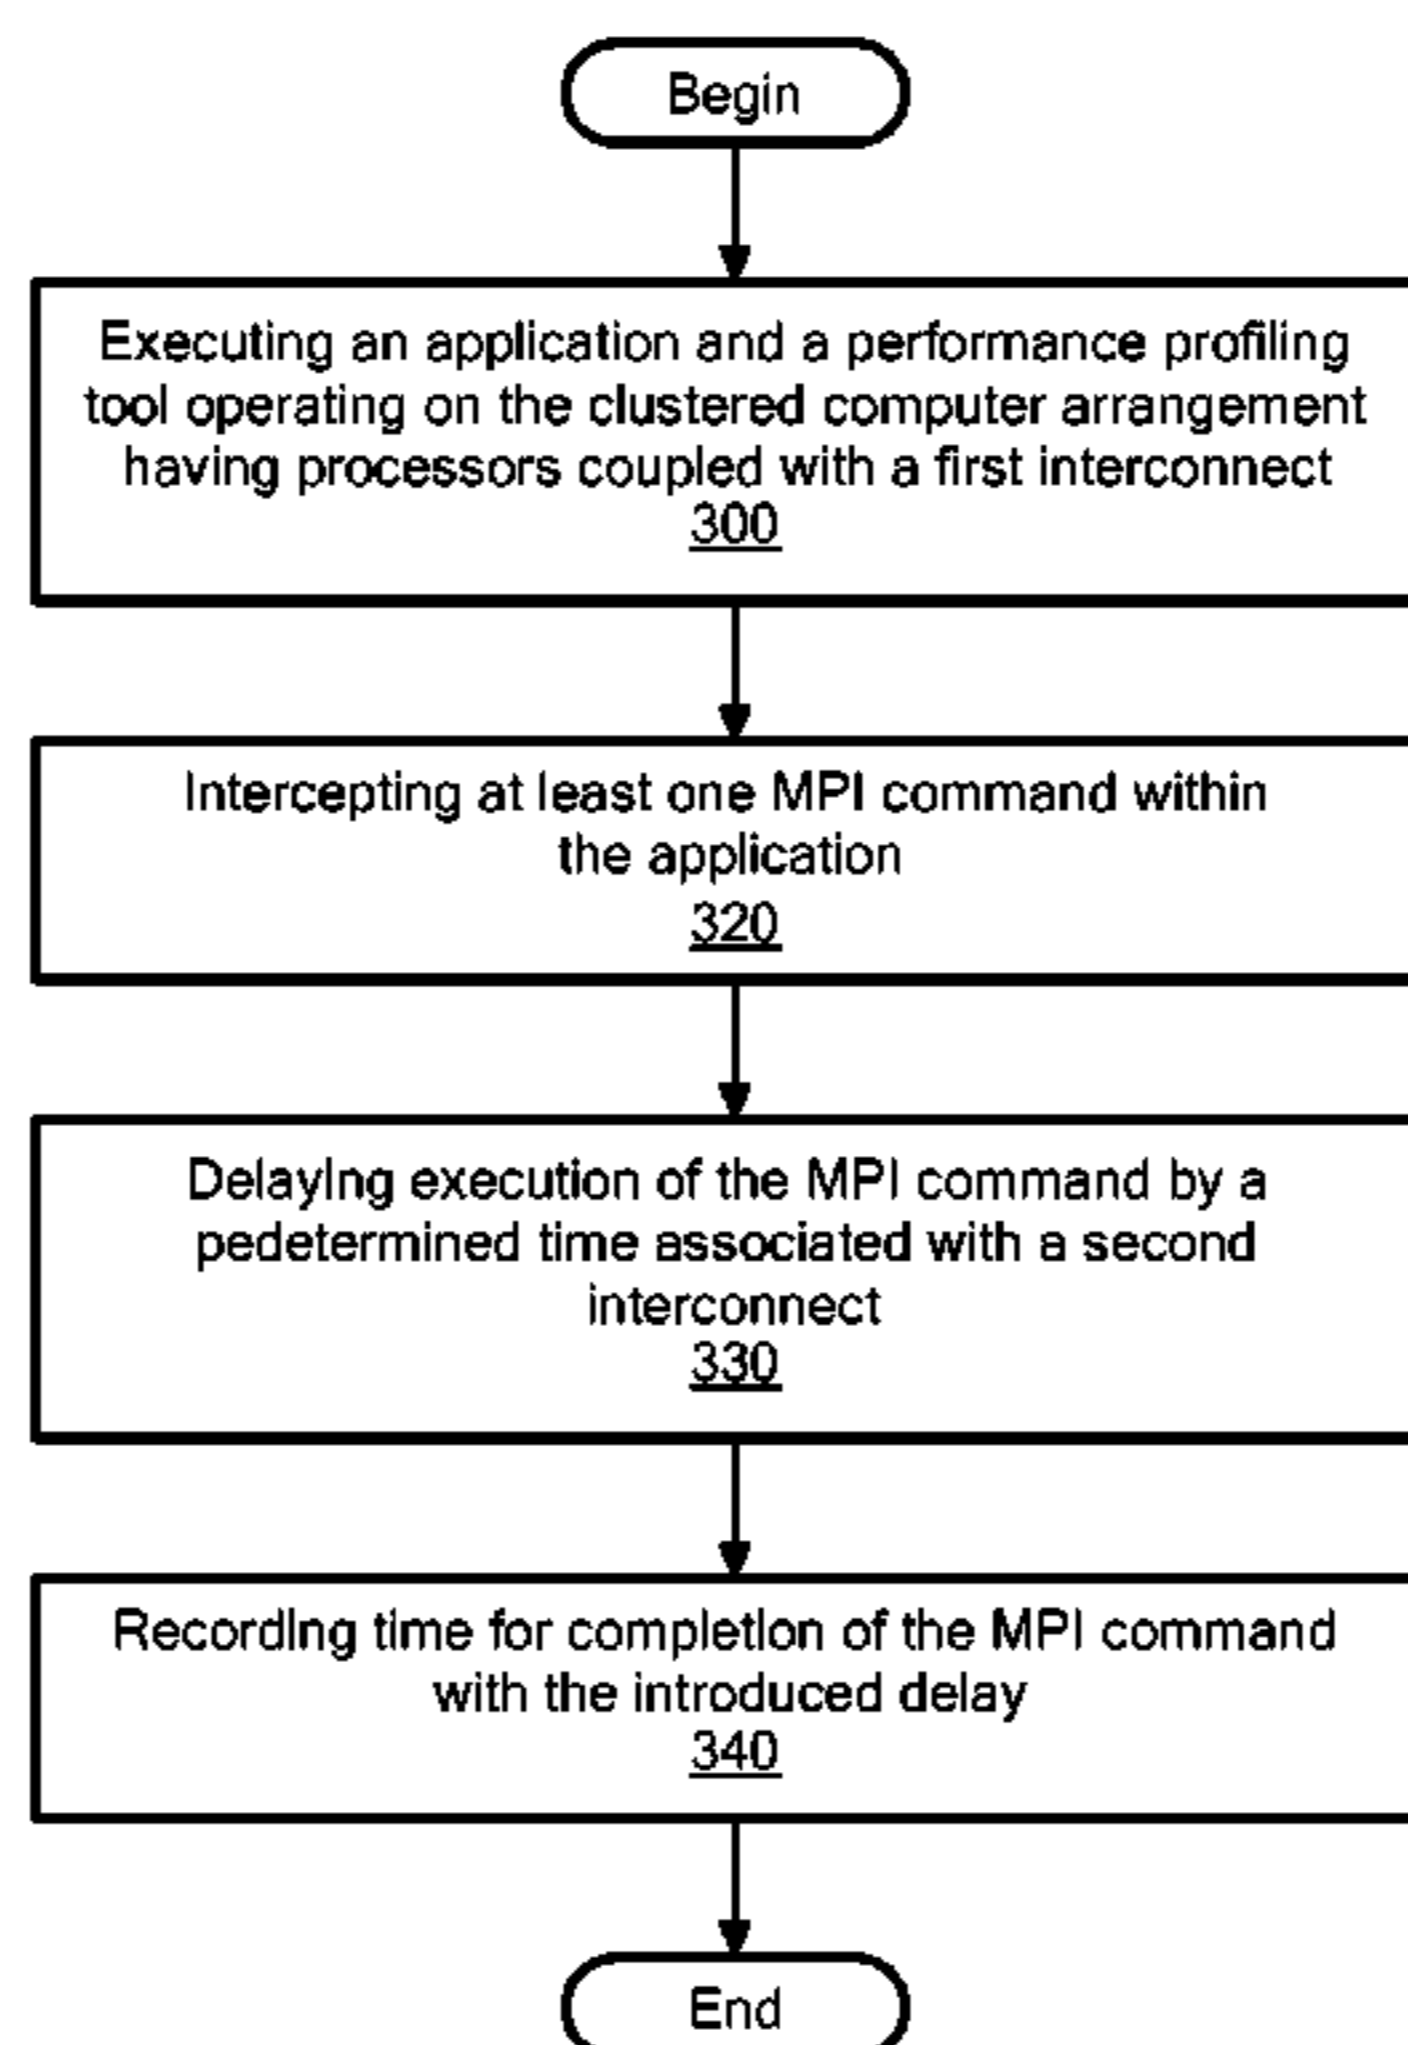 Begin
Executing an application and a performance profiling
tool operating on the clustered computer arrangement
having processors coupled with a first interconnect
300
Intercepting at least one MPI command within
the application
320
Delaying execution of the MPI command by a
pedetermined time associated with a second
interconnect
330
Recording time for completion of the MPI command
with the introduced delay
340
End